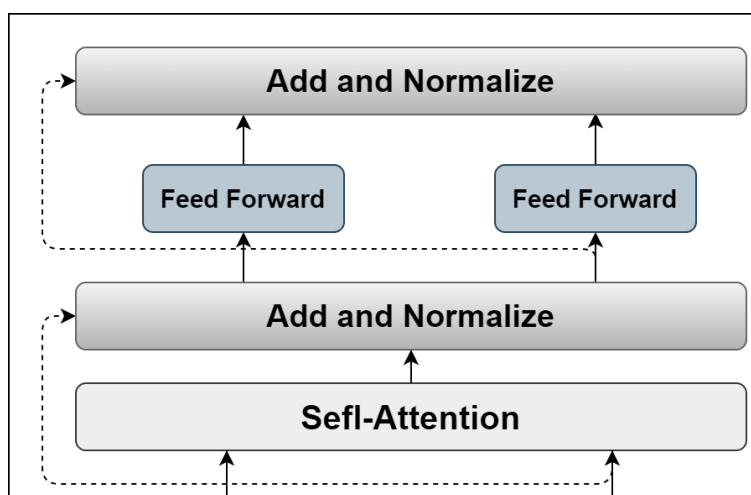 Add and Normalize
Feed Forward
Feed Forward
Add and Normalize
Sefl-Attention